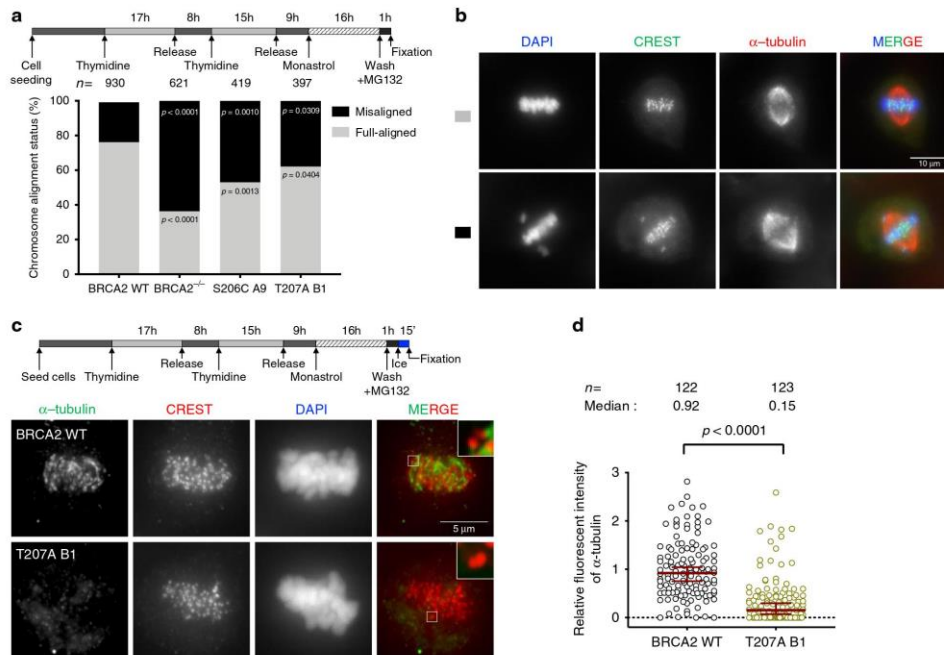 a
17h 8h 15h 9h 16h 1h
Release Release Fixation
Cell seeding Thymidine Thymidine Monastrol Wash +MG132
n= 930 621 419 397
Chromosome alignment status (%)
100
80
60
40
20
0
p < 0.0001 p = 0.0010 p = 0.0309
p < 0.0001 p = 0.0013 p = 0.0404
Misaligned
Full-aligned
BRCA2 WT BRCA2−/− S206C A9 T207A B1
b
DAPI CREST α-tubulin MERGE
10 µm
c
17h 8h 15h 9h 16h 1h 15'
Release Release Ice Fixation
Seed cells Thymidine Thymidine Monastrol Wash +MG132
α-tubulin CREST DAPI MERGE
BRCA2 WT
5 µm
T207A B1
d
n= 122 123
Median : 0.92 0.15
p < 0.0001
Relative fluorescent intensity
of α-tubulin
3
2
1
0
BRCA2 WT T207A B1